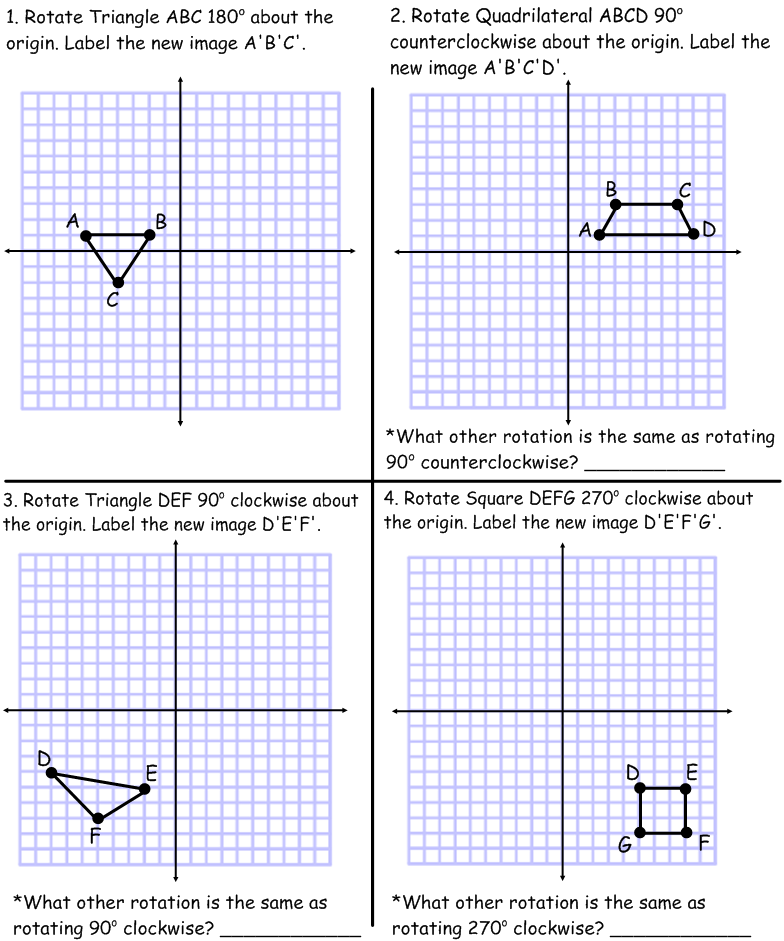 1. Rotate Triangle ABC 180° about the
origin. Label the new image A'B'C'.
A
B
C
2. Rotate Quadrilateral ABCD 90°
counterclockwise about the origin. Label the
new image A'B'C'D'.
B
C
A
D
*What other rotation is the same as rotating
90° counterclockwise? ______________
3. Rotate Triangle DEF 90° clockwise about
the origin. Label the new image D'E'F'.
D
E
F
*What other rotation is the same as
rotating 90° clockwise? ______________
4. Rotate Square DEFG 270° clockwise about
the origin. Label the new image D'E'F'G'.
D
E
G
F
*What other rotation is the same as
rotating 270° clockwise? ______________